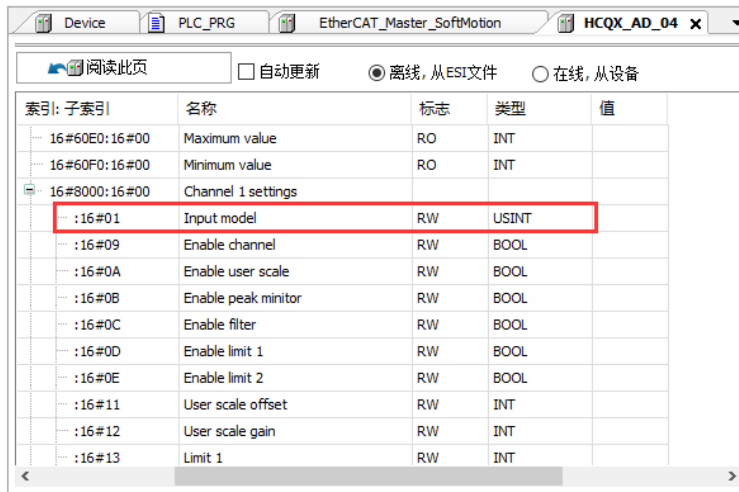 Device PLC_PRG EtherCAT_Master_SoftMotion HCQX_AD_04
阅读此页 自动更新 离线, 从ESI文件 在线, 从设备
索引: 子索引 名称 标志 类型 值
16#60E0:16#00 Maximum value RO INT
16#60F0:16#00 Minimum value RO INT
16#8000:16#00 Channel 1 settings
:16#01 Input model RW USINT
:16#09 Enable channel RW BOOL
:16#0A Enable user scale RW BOOL
:16#0B Enable peak minitor RW BOOL
:16#0C Enable filter RW BOOL
:16#0D Enable limit 1 RW BOOL
:16#0E Enable limit 2 RW BOOL
:16#11 User scale offset RW INT
:16#12 User scale gain RW INT
:16#13 Limit 1 RW INT